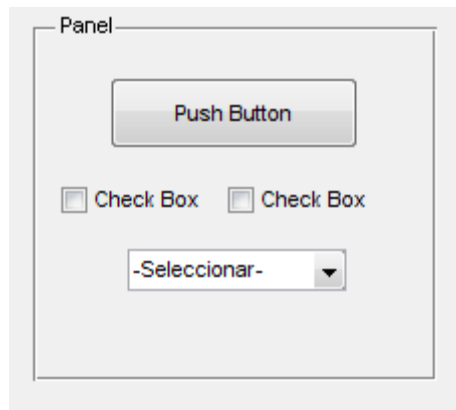 Panel
Push Button
Check Box Check Box
-Seleccionar-